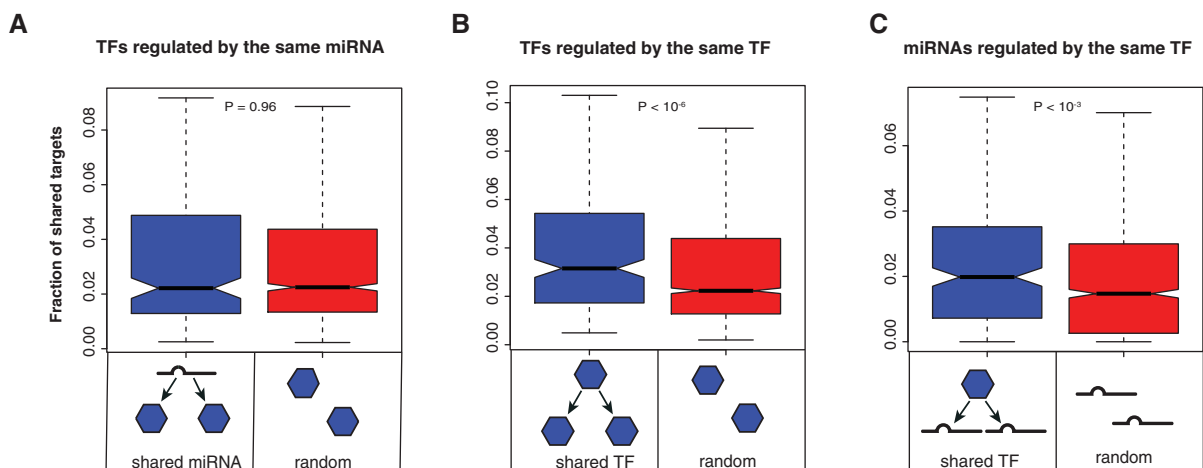 A
TFs regulated by the same miRNA
Fraction of shared targets
0.00
0.02
0.04
0.06
0.08
P = 0.96
shared miRNA
random
B
TFs regulated by the same TF
0.00
0.02
0.04
0.06
0.08
0.10
P < 10⁻⁶
shared TF
random
C
miRNAs regulated by the same TF
0.00
0.02
0.04
0.06
P < 10⁻³
shared TF
random